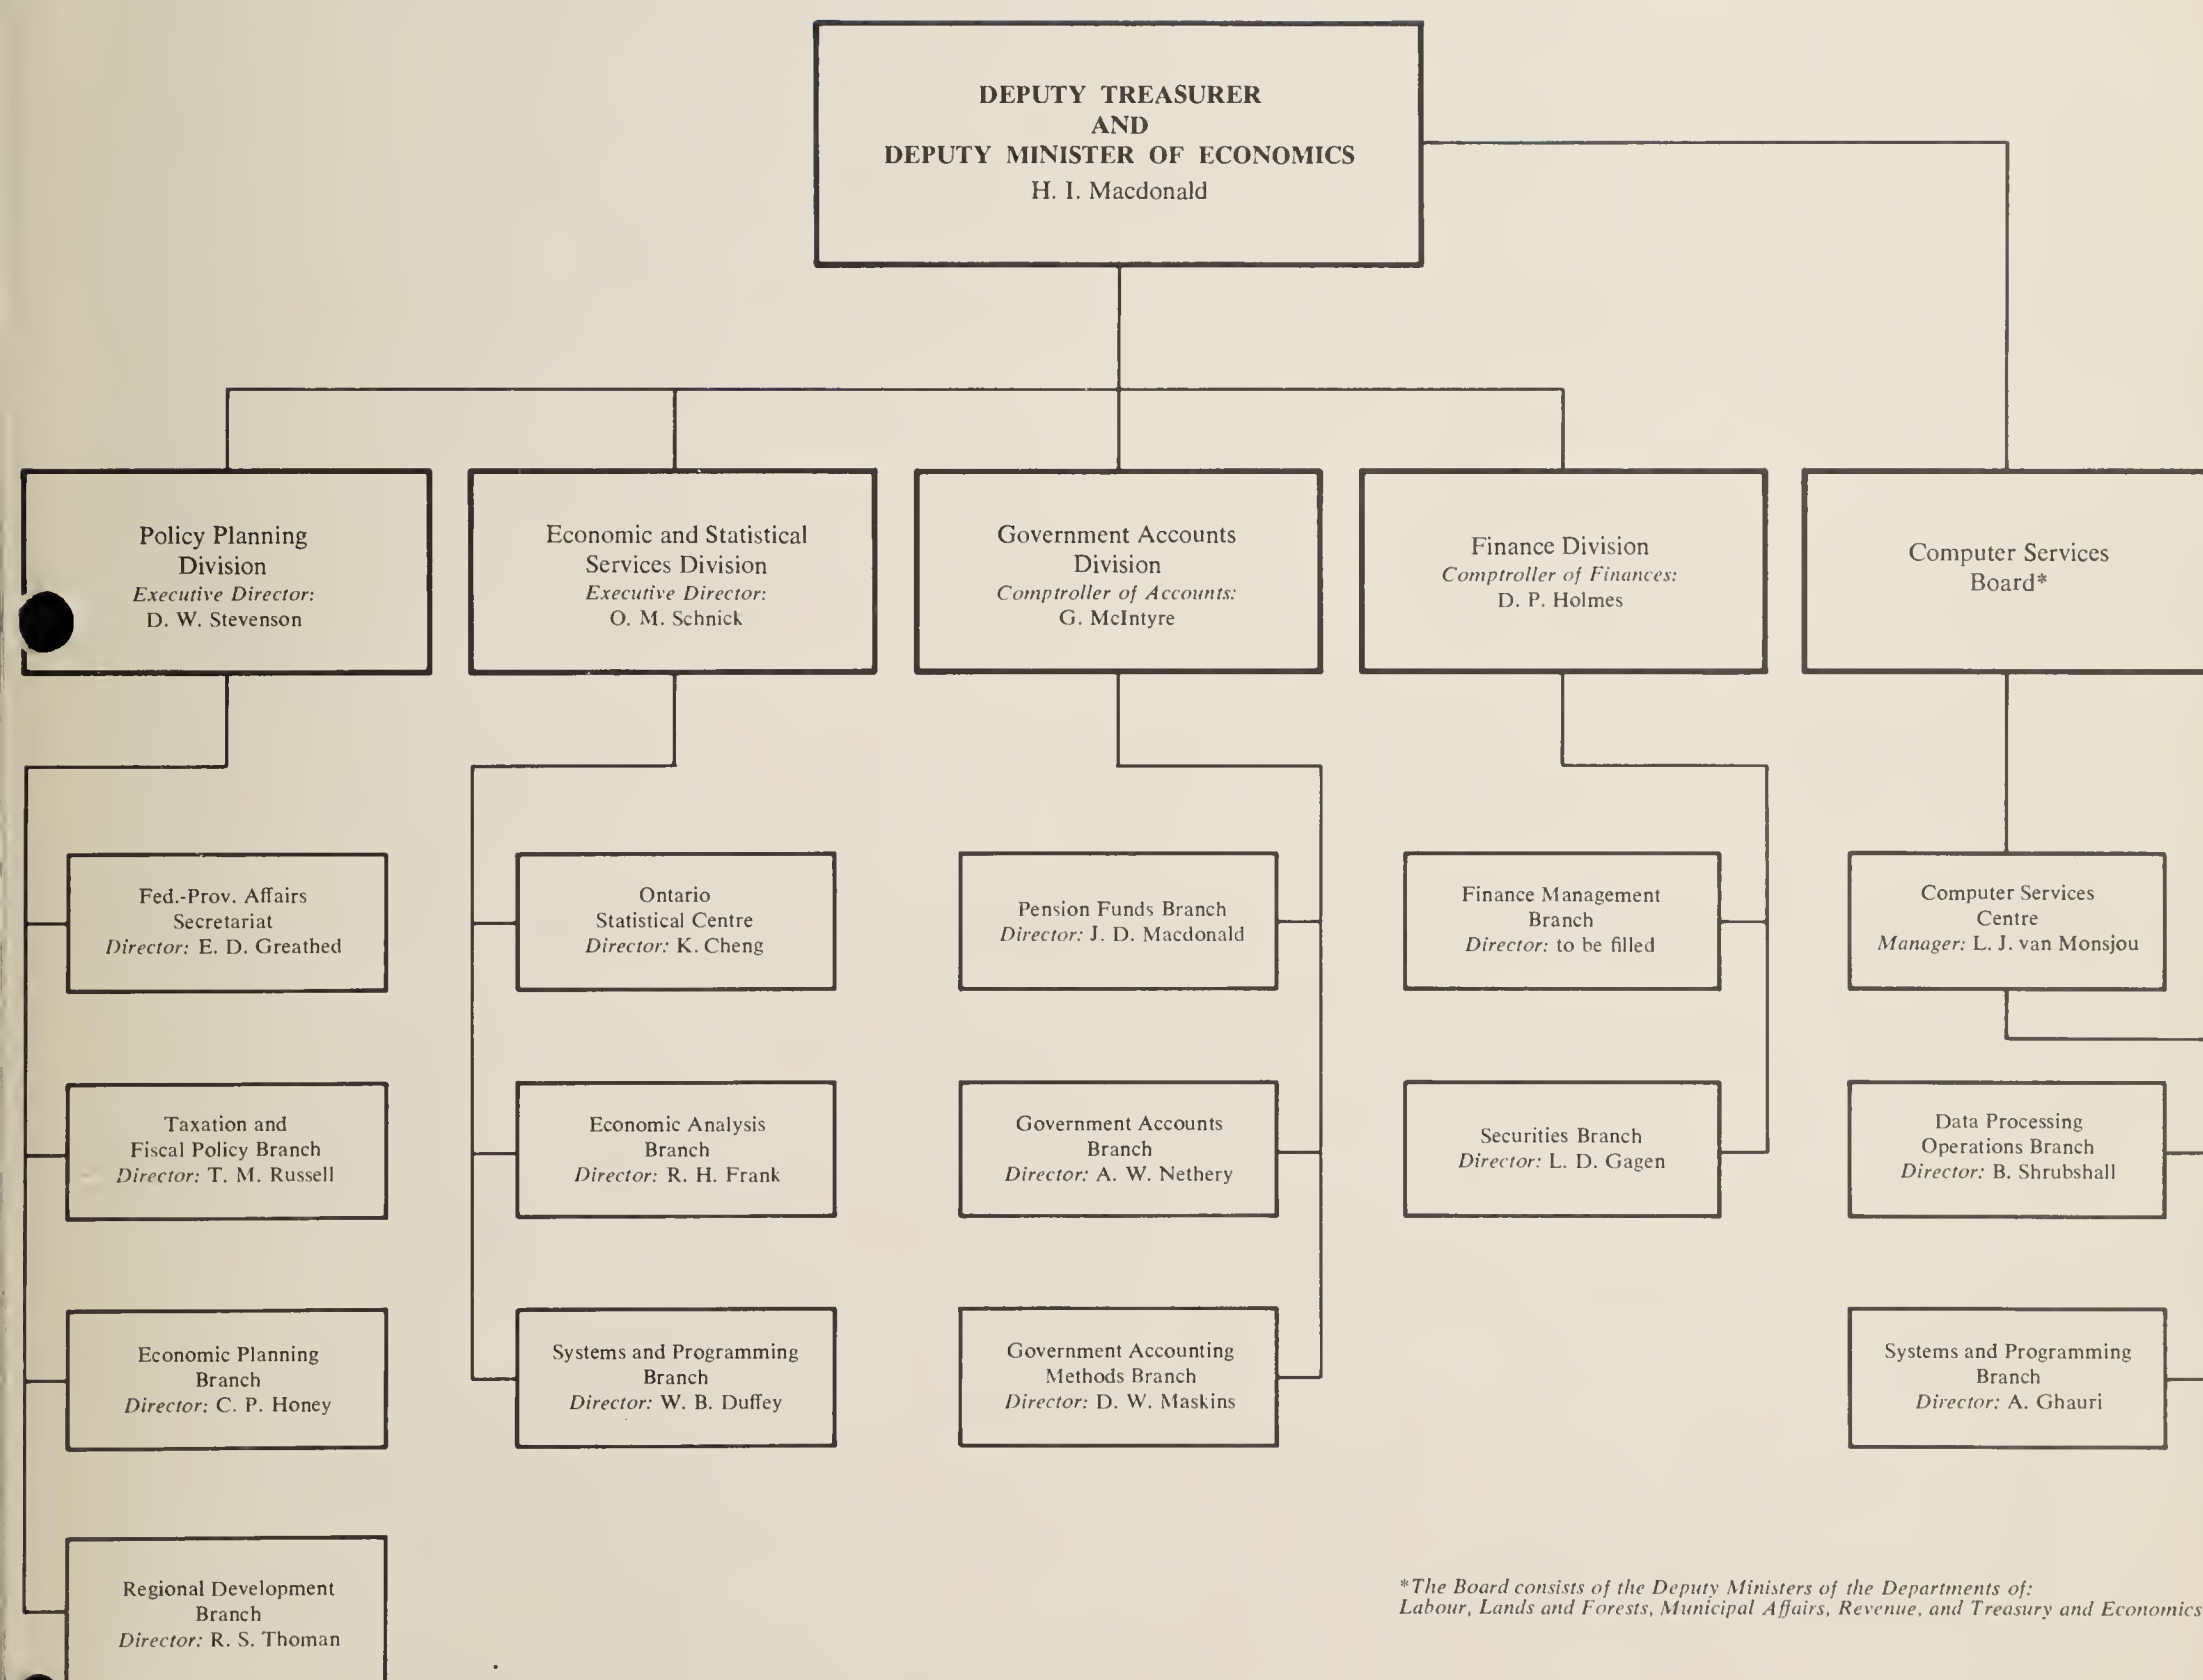 DEPUTY TREASURER
AND
DEPUTY MINISTER OF ECONOMICS
H. I. Macdonald
Policy Planning
Division
Executive Director:
D. W. Stevenson
Economic and Statistical
Services Division
Executive Director:
O. M. Schnick
Government Accounts
Division
Comptroller of Accounts:
G. McIntyre
Finance Division
Comptroller of Finances:
D. P. Holmes
Computer Services
Board*
Fed.-Prov. Affairs
Secretariat
Director: E. D. Greathed
Ontario
Statistical Centre
Director: K. Cheng
Pension Funds Branch
Director: J. D. Macdonald
Finance Management
Branch
Director: to be filled
Computer Services
Centre
Manager: L. J. van Monsjou
Taxation and
Fiscal Policy Branch
Director: T. M. Russell
Economic Analysis
Branch
Director: R. H. Frank
Government Accounts
Branch
Director: A. W. Nethery
Securities Branch
Director: L. D. Gagen
Data Processing
Operations Branch
Director: B. Shrubshall
Economic Planning
Branch
Director: C. P. Honey
Systems and Programming
Branch
Director: W. B. Duffey
Government Accounting
Methods Branch
Director: D. W. Maskins
Systems and Programming
Branch
Director: A. Ghauri
Regional Development
Branch
Director: R. S. Thoman
*The Board consists of the Deputy Ministers of the Departments of:
Labour, Lands and Forests, Municipal Affairs, Revenue, and Treasury and Economics